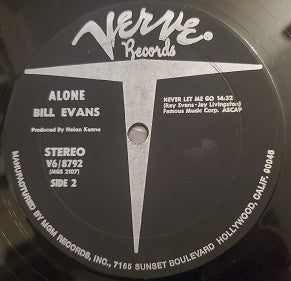 Verve
Records
ALONE
BILL EVANS
Produced by Helen Keane
STEREO
V6/8792
(MGS 2107)
SIDE 2
NEVER LET ME GO 14:32
(Ray Evans-Jay Livingston)
Famous Music Corp. ASCAP
MANUFACTURED BY MGM RECORDS, INC., 7165 SUNSET BOULEVARD HOLLYWOOD, CALIF. 90046